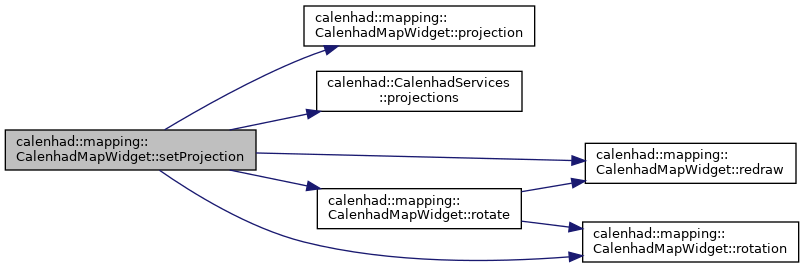 calenhad::mapping::
CalenhadMapWidget::projection
calenhad::CalenhadServices
::projections
calenhad::mapping::
CalenhadMapWidget::setProjection
calenhad::mapping::
CalenhadMapWidget::redraw
calenhad::mapping::
CalenhadMapWidget::rotate
calenhad::mapping::
CalenhadMapWidget::rotation